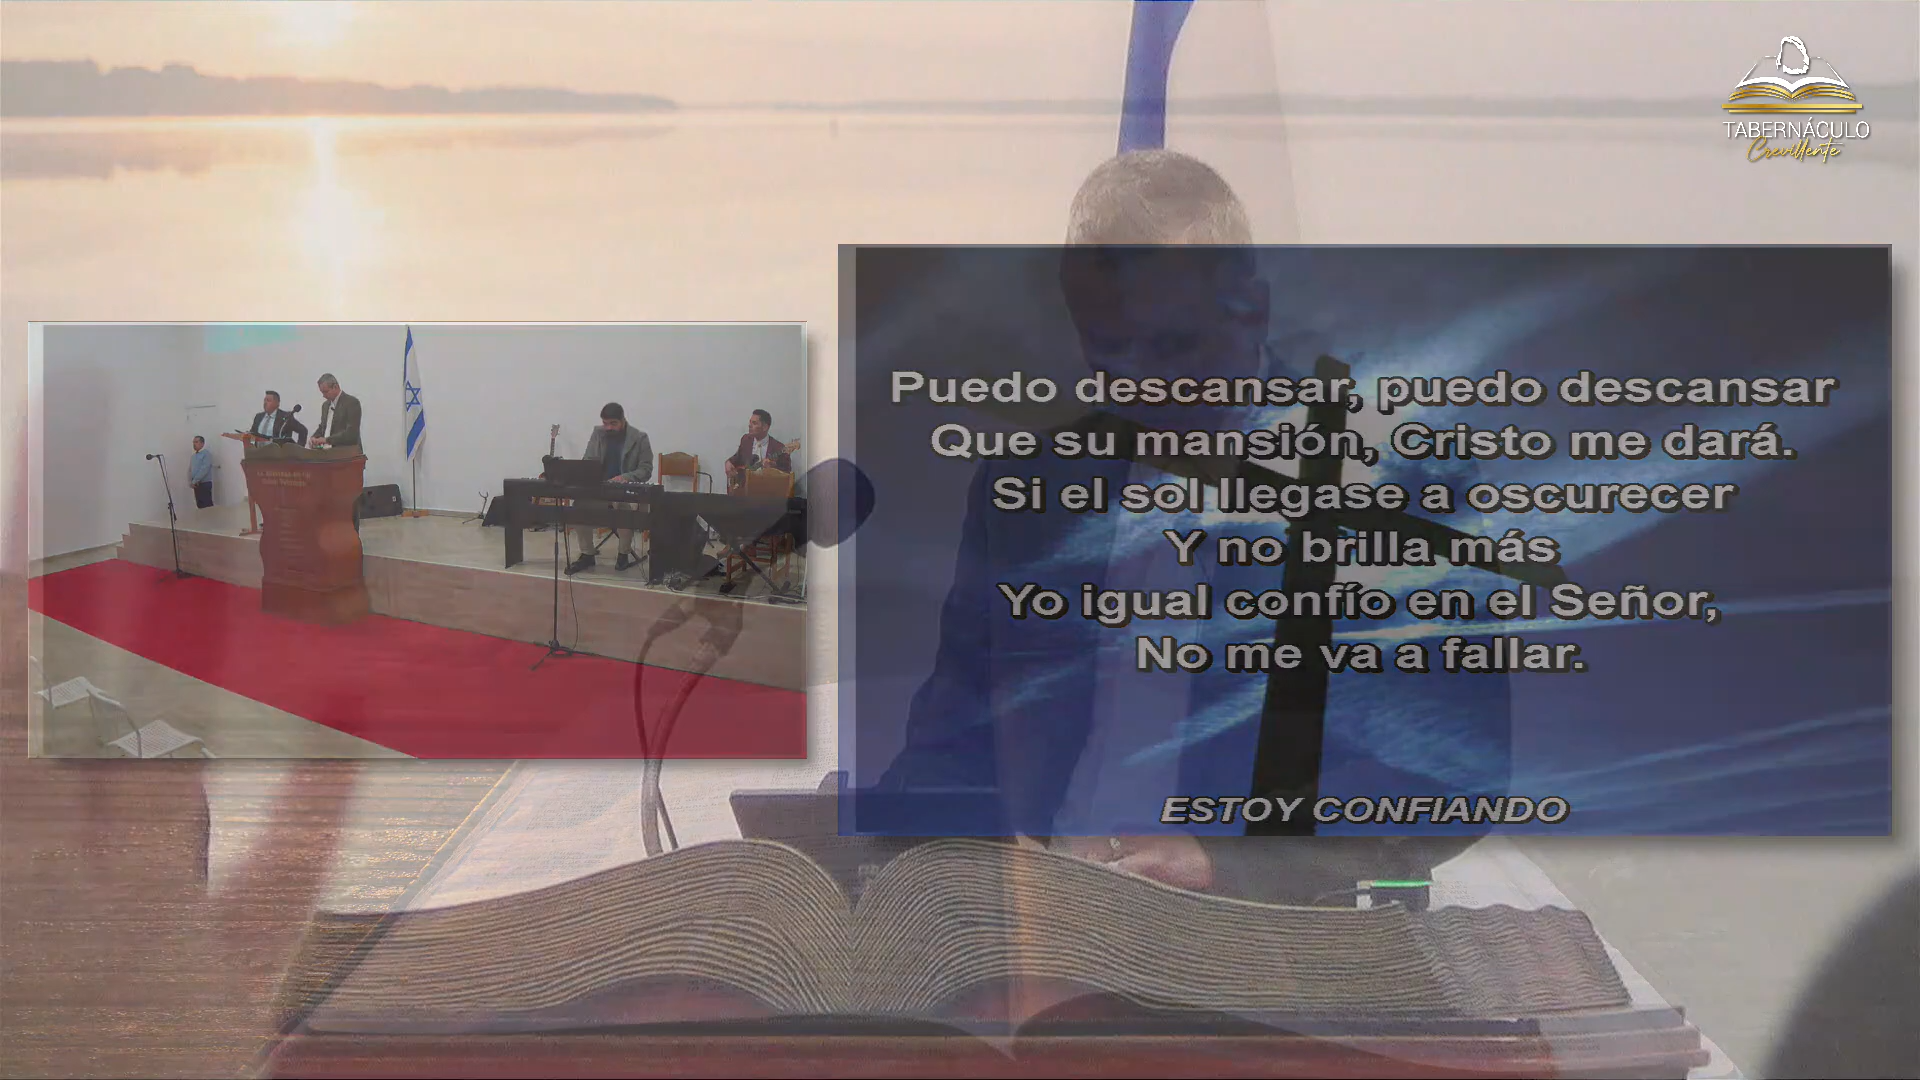 TABERNÁCULO
Crevillente
Puedo descansar, puedo descansar
Que su mansión, Cristo me dará.
Si el sol llegase a oscurecer
Y no brilla más
Yo igual confío en el Señor,
No me va a fallar.
ESTOY CONFIANDO